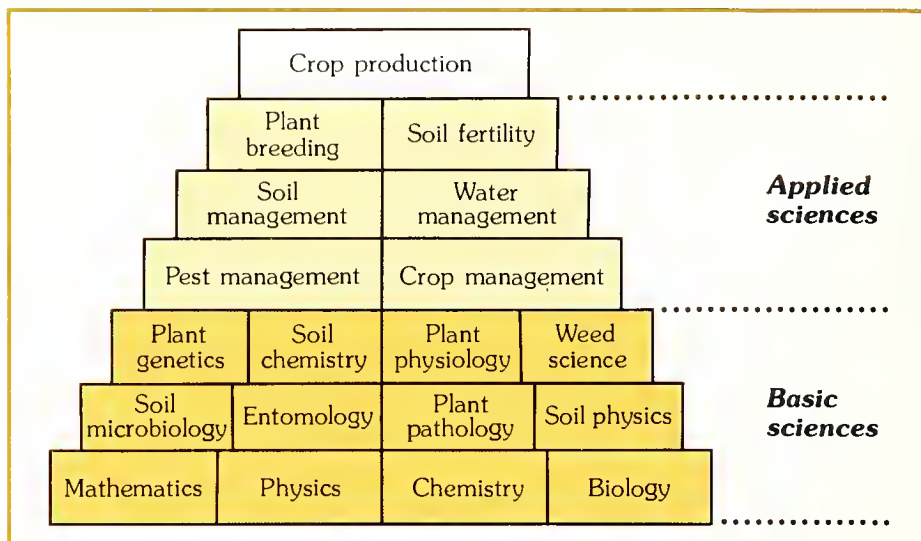 Crop production
Plant
breeding
Soil fertility
Soil
management
Water
management
Applied
sciences
Pest management
Crop management
Plant
genetics
Soil
chemistry
Plant
physiology
Weed
science
Soil
microbiology
Entomology
Plant
pathology
Soil physics
Basic
sciences
Mathematics
Physics
Chemistry
Biology